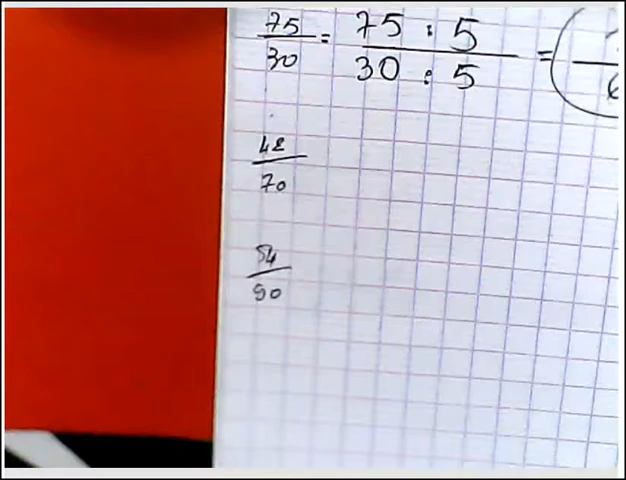 75/30 = 75 : 5 / 30 : 5 =
42/70
54/90